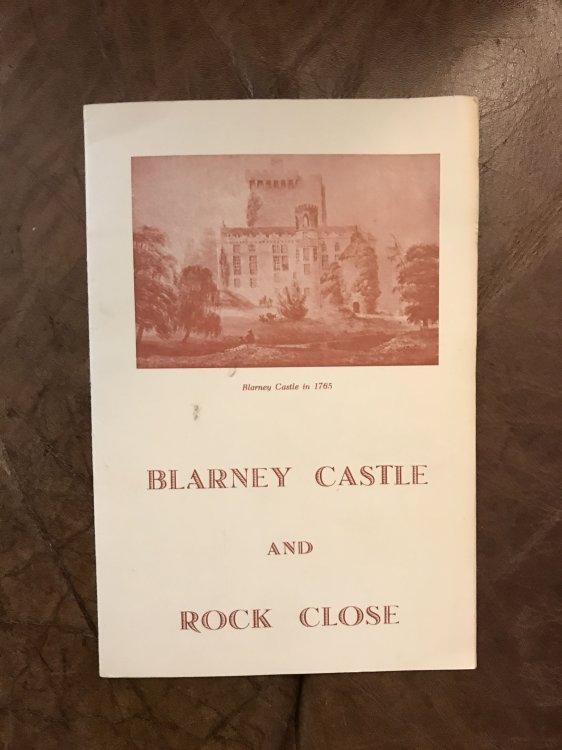 Blarney Castle in 1765
BLARNEY CASTLE
AND
ROCK CLOSE